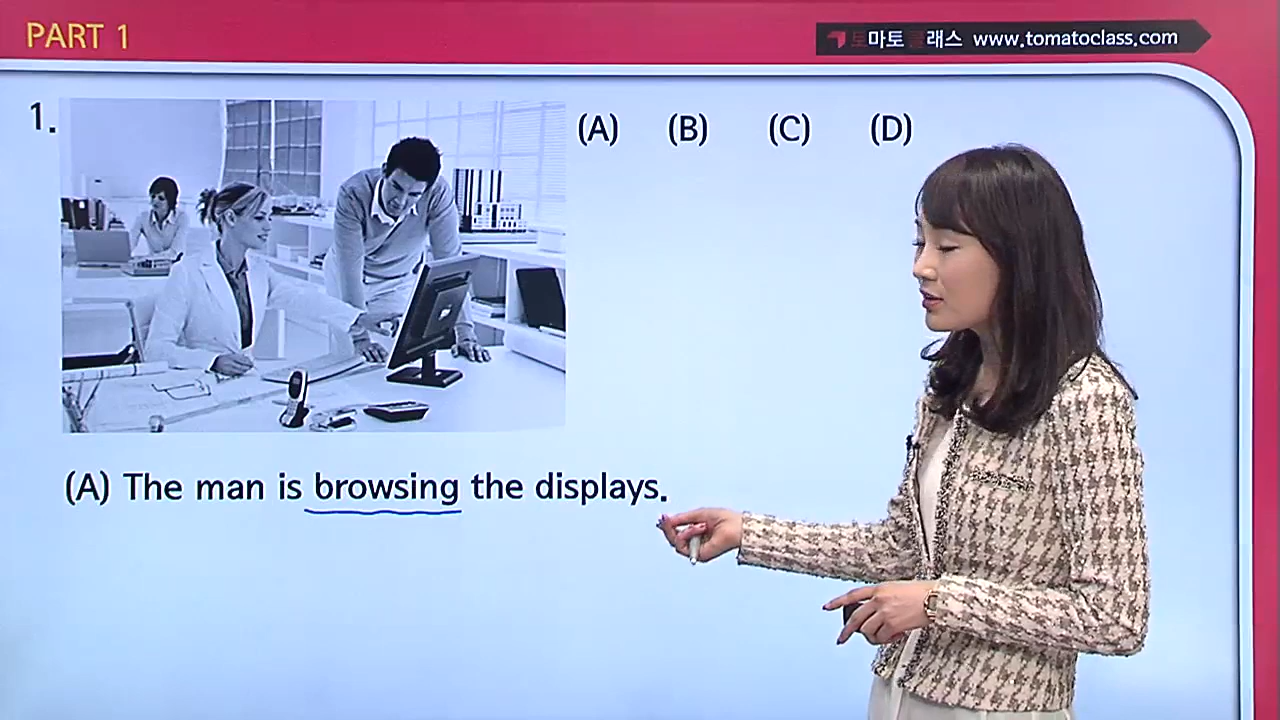 PART 1
토마토클래스 www.tomatoclass.com
1.
(A) (B) (C) (D)
(A) The man is browsing the displays.